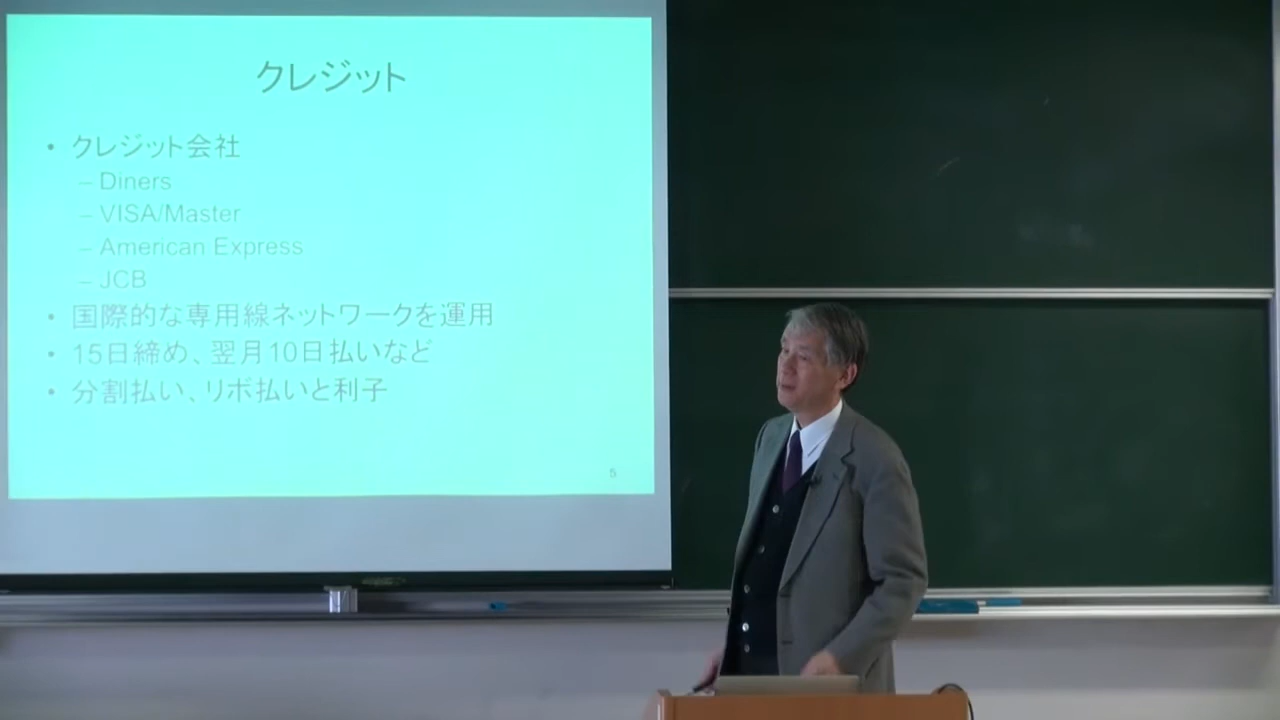 クレジット
• クレジット会社
– Diners
– VISA/Master
– American Express
– JCB
• 国際的な専用線ネットワークを運用
• 15日締め、翌月10日払いなど
• 分割払い、リボ払いと利子
5